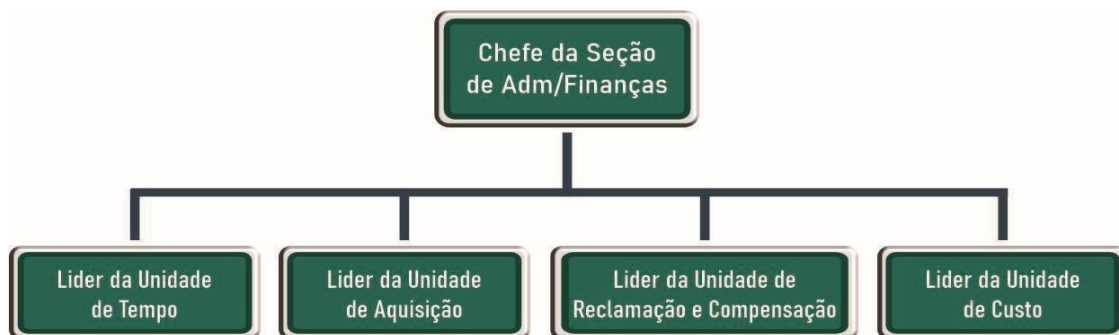 Chefe da Seção
de Adm/Finanças
Lider da Unidade
de Tempo
Lider da Unidade
de Aquisição
Lider da Unidade de
Reclamação e Compensação
Lider da Unidade
de Custo